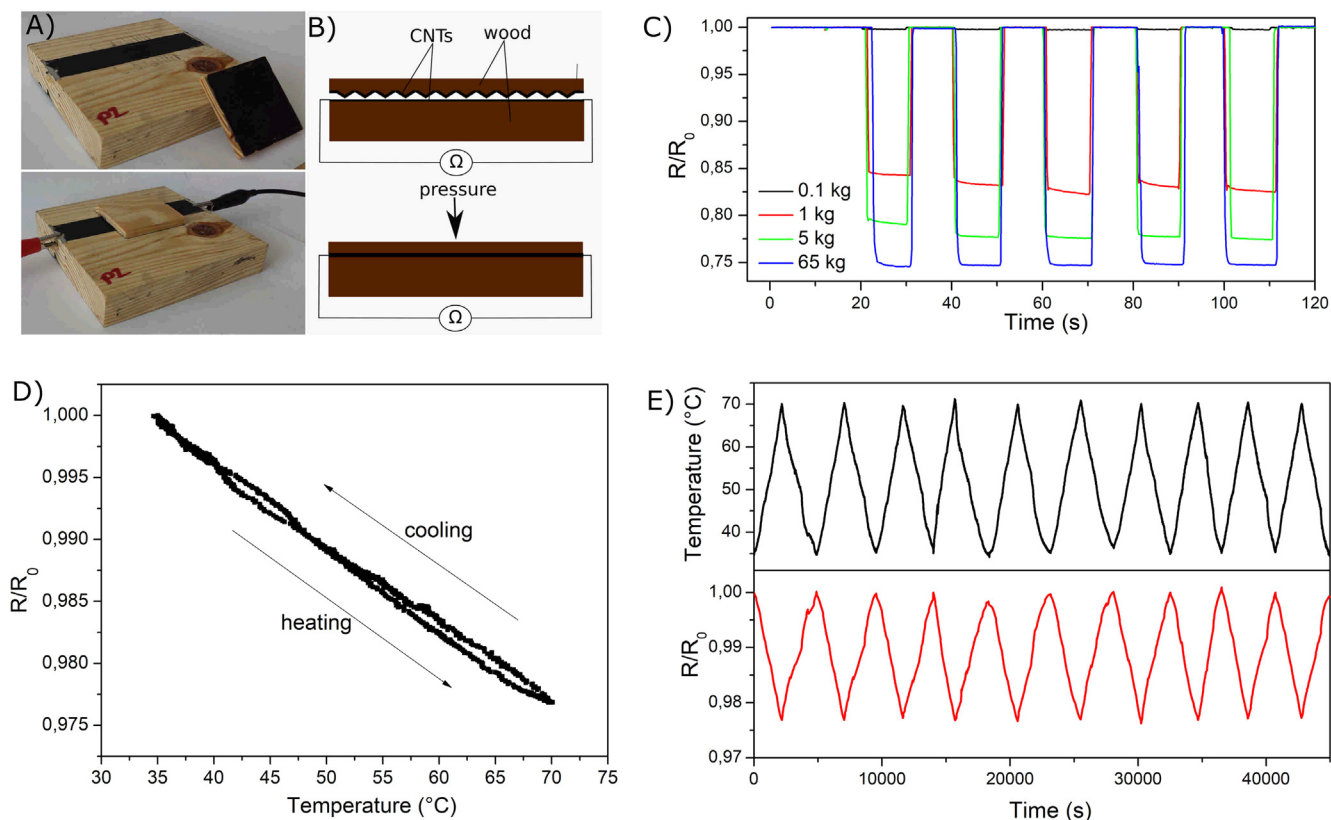 A)
P2
P2
B)
CNTs
wood
Ω
pressure
Ω
C)
R/R0
1,00
0,95
0,90
0,85
0,80
0,75
0.1 kg
1 kg
5 kg
65 kg
0
20
40
60
80
100
120
Time (s)
D)
R/R0
1,000
0,995
0,990
0,985
0,980
0,975
cooling
heating
30
35
40
45
50
55
60
65
70
75
Temperature (°C)
E)
Temperature (°C)
70
60
50
40
R/R0
1,00
0,99
0,98
0,97
0
10000
20000
30000
40000
Time (s)